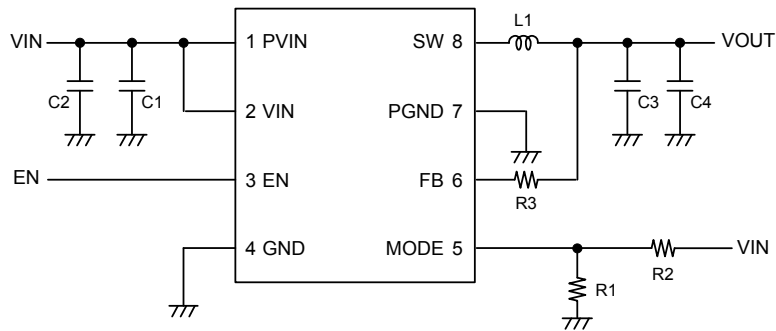 L1
VIN
1 PVIN
SW 8
VOUT
C2
C1
C3
C4
2 VIN
PGND 7
EN
3 EN
FB 6
R3
4 GND
MODE 5
VIN
R2
R1